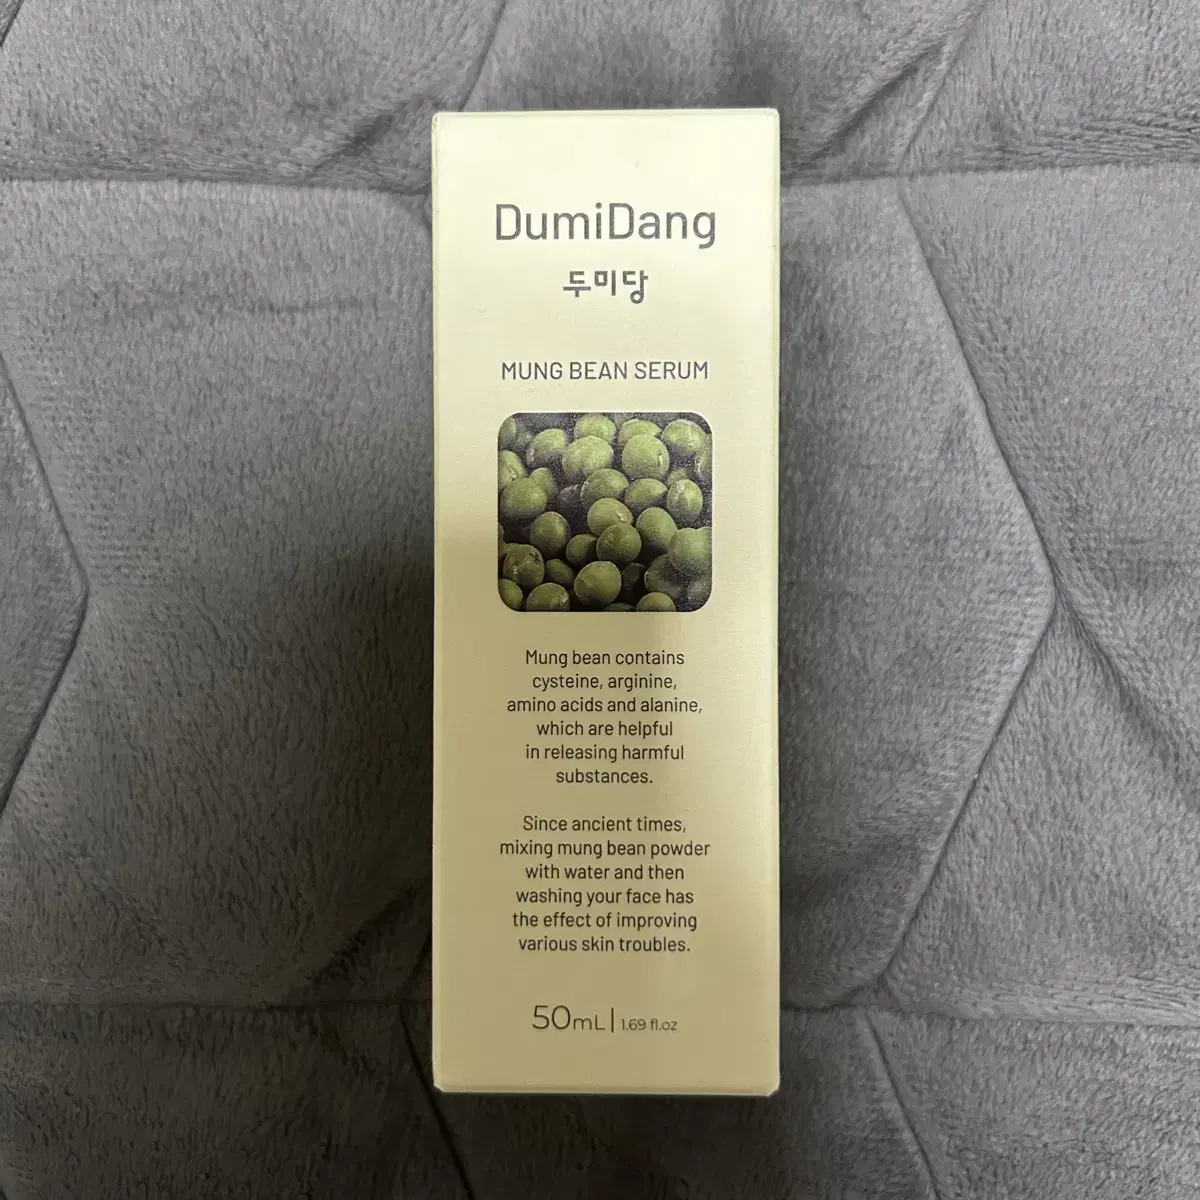 DumiDang
두미당
MUNG BEAN SERUM
Mung bean contains
cysteine, arginine,
amino acids and alanine,
which are helpful
in releasing harmful
substances.
Since ancient times,
mixing mung bean powder
with water and then
washing your face has
the effect of improving
various skin troubles.
50mL | 1.69 fl.oz